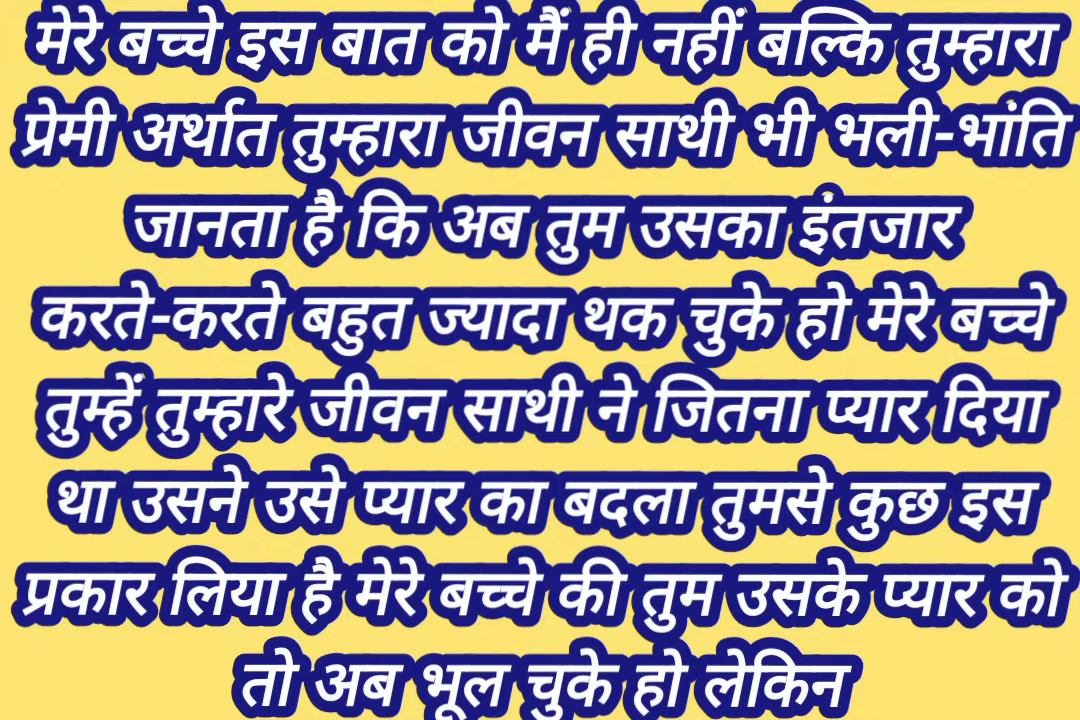 मेरे बच्चे इस बात को मैं ही नहीं बल्कि तुम्हारा
प्रेमी अर्थात तुम्हारा जीवन साथी भी भली-भांति
जानता है कि अब तुम उसका इंतजार
करते-करते बहुत ज्यादा थक चुके हो मेरे बच्चे
तुम्हें तुम्हारे जीवन साथी ने जितना प्यार दिया
था उसने उसे प्यार का बदला तुमसे कुछ इस
प्रकार लिया है मेरे बच्चे की तुम उसके प्यार को
तो अब भूल चुके हो लेकिन